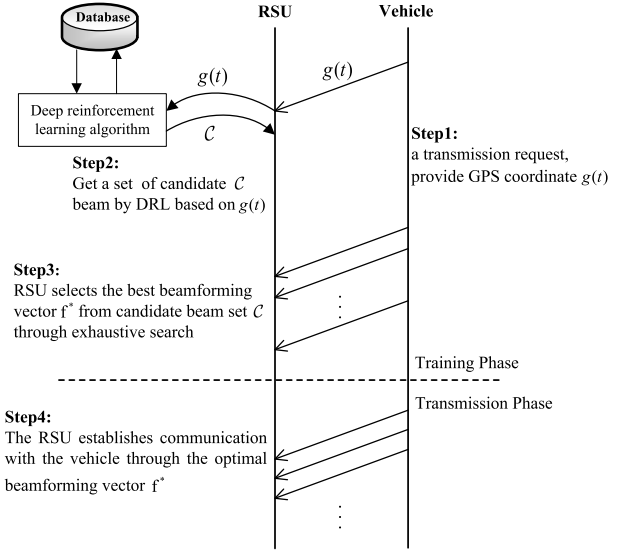 Database
RSU
Vehicle
g(t)
g(t)
Deep reinforcement
learning algorithm
𝒞
Step1:
a transmission request,
provide GPS coordinate g(t)
Step2:
Get a set of candidate 𝒞
beam by DRL based on g(t)
Step3:
RSU selects the best beamforming
vector f* from candidate beam set 𝒞
through exhaustive search
Training Phase
Transmission Phase
Step4:
The RSU establishes communication
with the vehicle through the optimal
beamforming vector f*